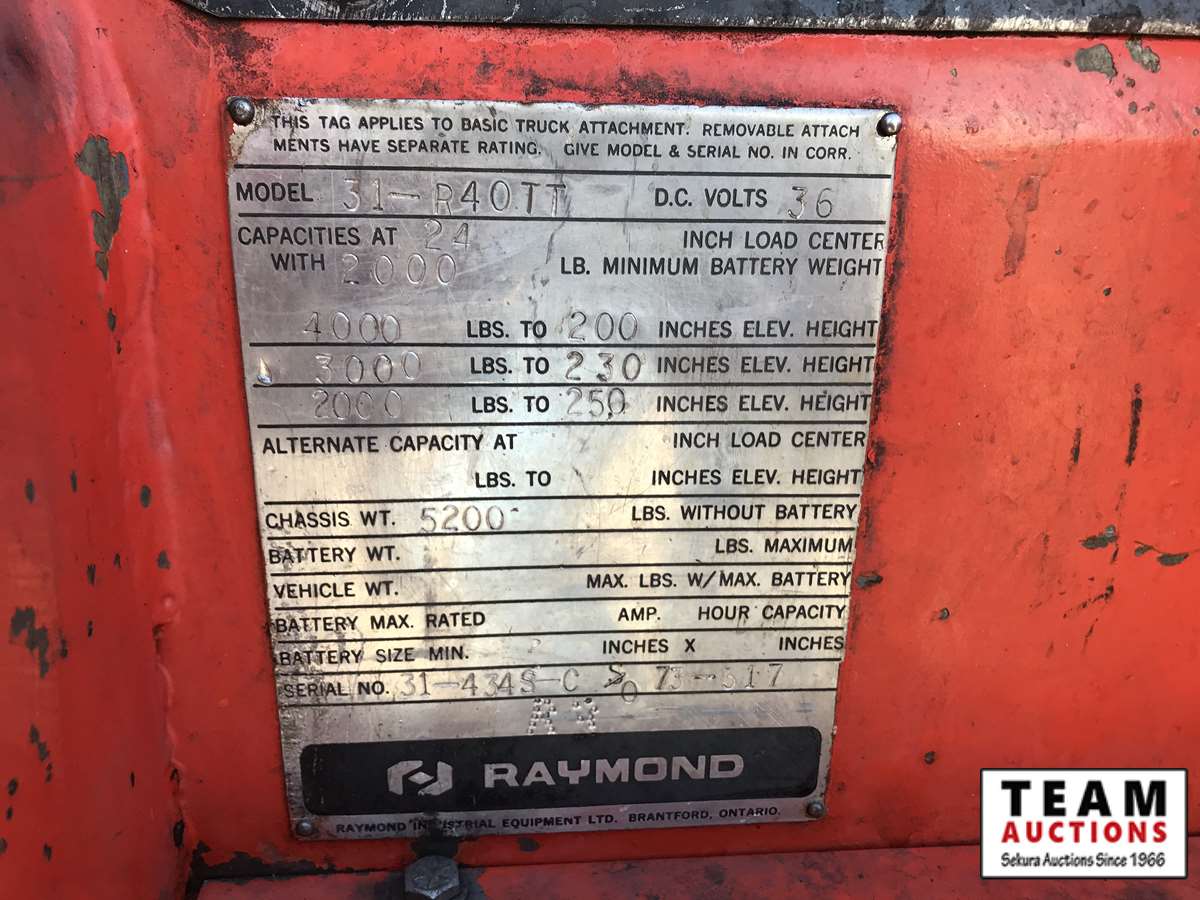 THIS TAG APPLIES TO BASIC TRUCK ATTACHMENT. REMOVABLE ATTACH
MENTS HAVE SEPARATE RATING. GIVE MODEL & SERIAL NO. IN CORR.
MODEL 31-R40TT D.C. VOLTS 36
CAPACITIES AT 24 INCH LOAD CENTER
WITH 2000 LB. MINIMUM BATTERY WEIGHT
4000 LBS. TO 200 INCHES ELEV. HEIGHT
3000 LBS. TO 230 INCHES ELEV. HEIGHT
2000 LBS. TO 250 INCHES ELEV. HEIGHT
ALTERNATE CAPACITY AT INCH LOAD CENTER
LBS. TO INCHES ELEV. HEIGHT
CHASSIS WT. 5200 LBS. WITHOUT BATTERY
BATTERY WT. LBS. MAXIMUM
VEHICLE WT. MAX. LBS. W/MAX. BATTERY
BATTERY MAX. RATED AMP. HOUR CAPACITY
BATTERY SIZE MIN. INCHES X INCHES
SERIAL NO. 73-517
RAYMOND
RAYMOND INDUSTRIAL EQUIPMENT LTD. BRANTFORD, ONTARIO.
TEAM
AUCTIONS
Sekura Auctions Since 1966